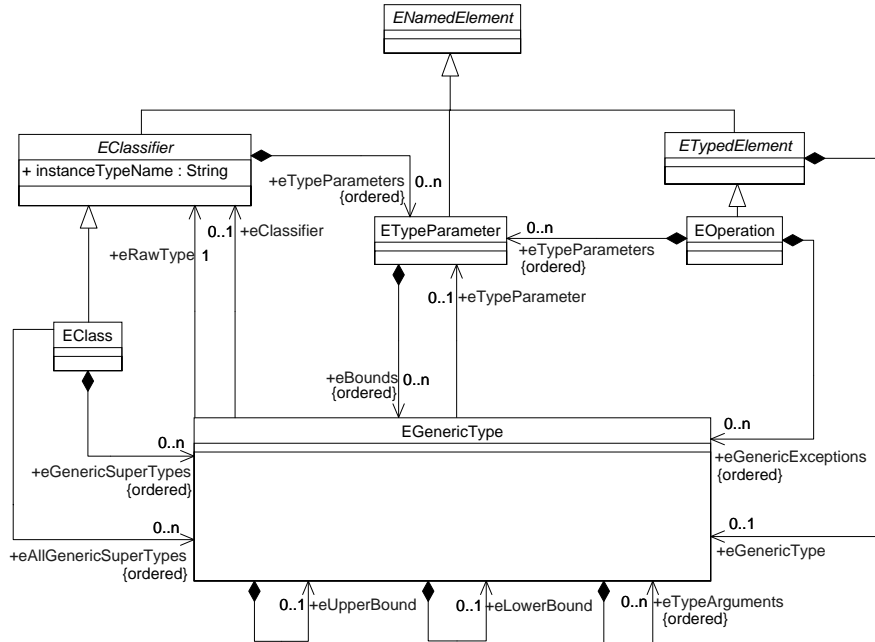 ENamedElement
EClassifier
+ instanceTypeName : String
ETypedElement
+eTypeParameters
{ordered}
0..n
0..1
+eClassifier
ETypeParameter
0..n
+eTypeParameters
{ordered}
EOperation
+eRawType
1
0..1
+eTypeParameter
EClass
+eBounds
{ordered}
0..n
EGenericType
0..n
+eGenericSuperTypes
{ordered}
0..n
+eGenericExceptions
{ordered}
0..n
+eAllGenericSuperTypes
{ordered}
0..1
+eGenericType
0..1
+eUpperBound
0..1
+eLowerBound
0..n
+eTypeArguments
{ordered}